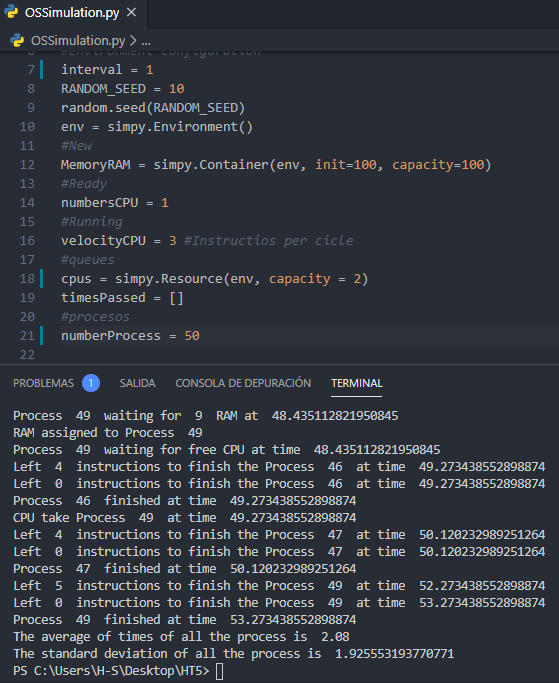 OSSimulation.py ×
OSSimulation.py > ...
6 #environment configuration
7 interval = 1
8 RANDOM_SEED = 10
9 random.seed(RANDOM_SEED)
10 env = simpy.Environment()
11 #New
12 MemoryRAM = simpy.Container(env, init=100, capacity=100)
13 #Ready
14 numbersCPU = 1
15 #Running
16 velocityCPU = 3 #Instructios per cicle
17 #queues
18 cpus = simpy.Resource(env, capacity = 2)
19 timesPassed = []
20 #procesos
21 numberProcess = 50
22
PROBLEMAS 1 SALIDA CONSOLA DE DEPURACIÓN TERMINAL
Process 49 waiting for 9 RAM at 48.435112821950845
RAM assigned to Process 49
Process 49 waiting for free CPU at time 48.435112821950845
Left 4 instructions to finish the Process 46 at time 49.273438552898874
Left 0 instructions to finish the Process 46 at time 49.273438552898874
Process 46 finished at time 49.273438552898874
CPU take Process 49 at time 49.273438552898874
Left 4 instructions to finish the Process 47 at time 50.120232989251264
Left 0 instructions to finish the Process 47 at time 50.120232989251264
Process 47 finished at time 50.120232989251264
Left 5 instructions to finish the Process 49 at time 52.273438552898874
Left 0 instructions to finish the Process 49 at time 53.273438552898874
Process 49 finished at time 53.273438552898874
The average of times of all the process is 2.08
The standard deviation of all the process is 1.925553193770771
PS C:\Users\H-S\Desktop\HT5>